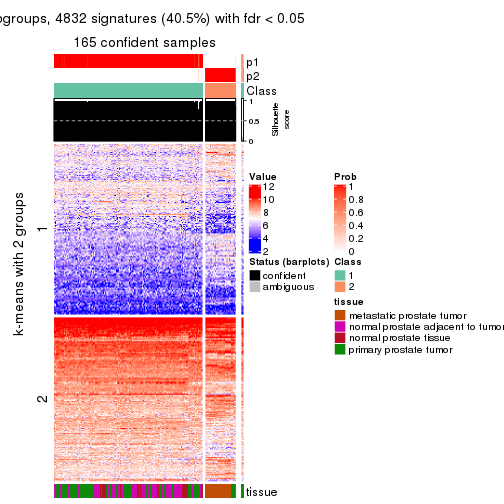 ogroups, 4832 signatures (40.5%) with fdr < 0.05
165 confident samples
p1
p2
Class
1
0.5
0
Silhouette
score
k-means with 2 groups
1
2
tissue
Value
12
10
8
6
4
2
Prob
1
0.8
0.6
0.4
0.2
0
Status (barplots)
confident
ambiguous
Class
1
2
tissue
metastatic prostate tumor
normal prostate adjacent to tumor
normal prostate tissue
primary prostate tumor